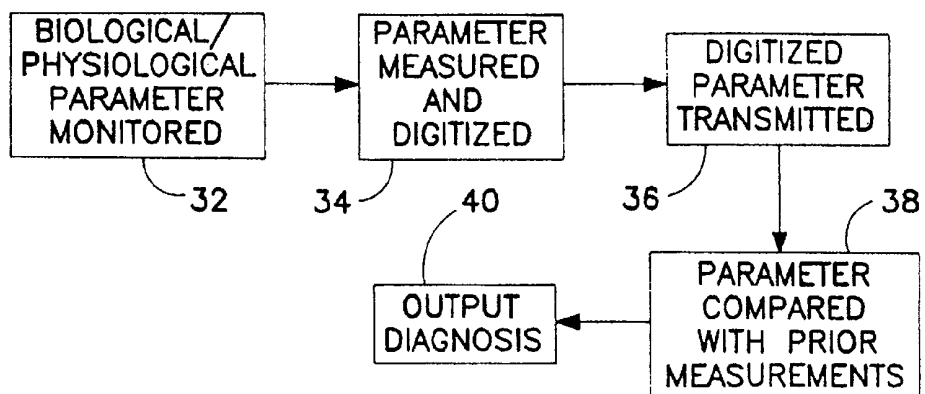 BIOLOGICAL/
PHYSIOLOGICAL
PARAMETER
MONITORED
32
PARAMETER
MEASURED
AND
DIGITIZED
34
DIGITIZED
PARAMETER
TRANSMITTED
36
PARAMETER
COMPARED
WITH PRIOR
MEASUREMENTS
38
OUTPUT
DIAGNOSIS
40